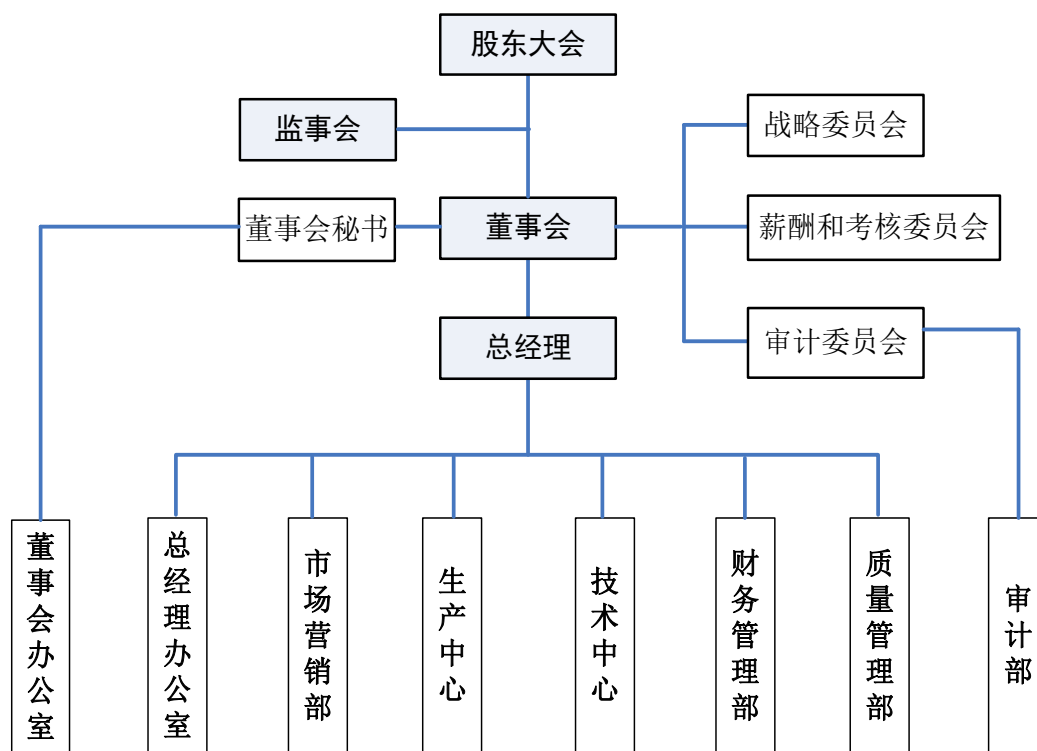 股东大会
监事会
战略委员会
董事会秘书
董事会
薪酬和考核委员会
总经理
审计委员会
董事会办公室
总经理办公室
市场营销部
生产中心
技术中心
财务管理部
质量管理部
审计部